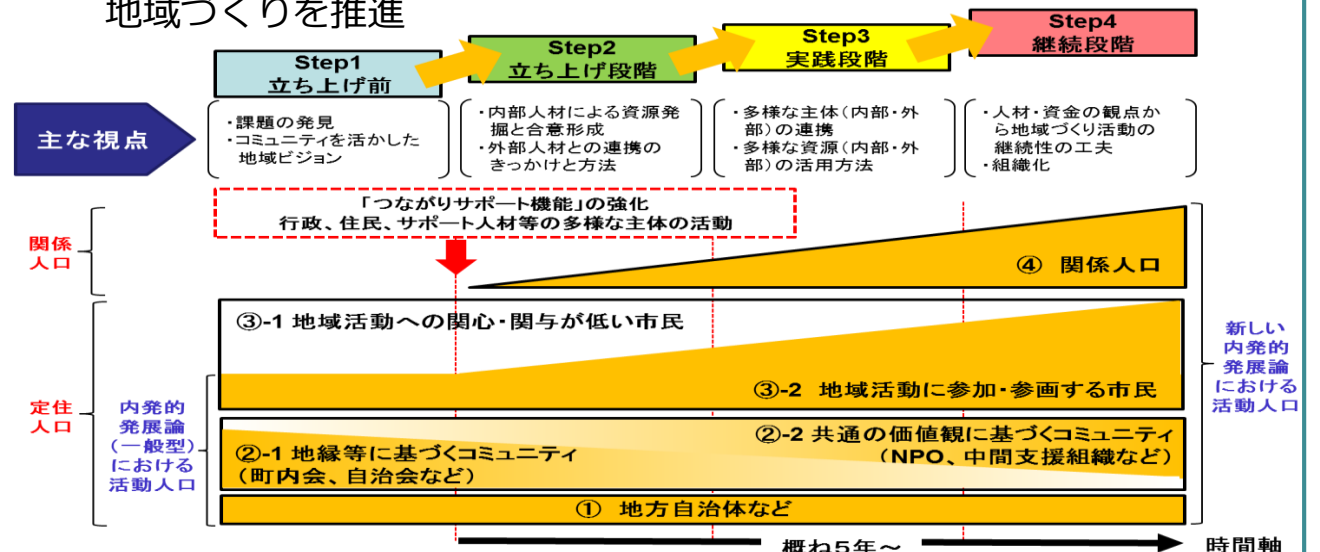 地域づくりを推進
Step1
立ち上げ前
Step2
立ち上げ段階
Step3
実践段階
Step4
継続段階
主な視点
・課題の発見
・コミュニティを活かした
地域ビジョン
・内部人材による資源発
掘と合意形成
・外部人材との連携の
きっかけと方法
・多様な主体(内部・外
部)の連携
・多様な資源(内部・外
部)の活用方法
・人材・資金の観点か
ら地域づくり活動の
継続性の工夫
・組織化
「つながりサポート機能」の強化
行政、住民、サポート人材等の多様な主体の活動
関係
人口
④ 関係人口
③-1 地域活動への関心・関与が低い市民
③-2 地域活動に参加・参画する市民
定住
人口
内発的
発展論
(一般型)
における
活動人口
②-1 地縁等に基づくコミュニティ
(町内会、自治会など)
②-2 共通の価値観に基づくコミュニティ
(NPO、中間支援組織など)
① 地方自治体など
新しい
内発的
発展論
における
活動人口
概ね5年~
時間軸